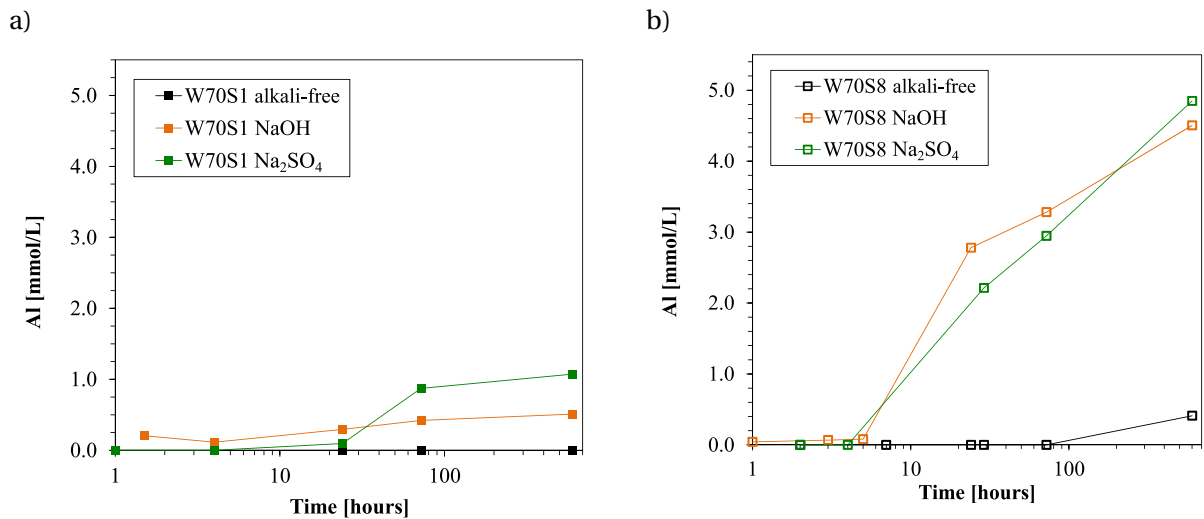 a)
W70S1 alkali-free
W70S1 NaOH
W70S1 Na₂SO₄
Al [mmol/L]
5.0
4.0
3.0
2.0
1.0
0.0
1
10
100
Time [hours]
b)
W70S8 alkali-free
W70S8 NaOH
W70S8 Na₂SO₄
Al [mmol/L]
5.0
4.0
3.0
2.0
1.0
0.0
1
10
100
Time [hours]